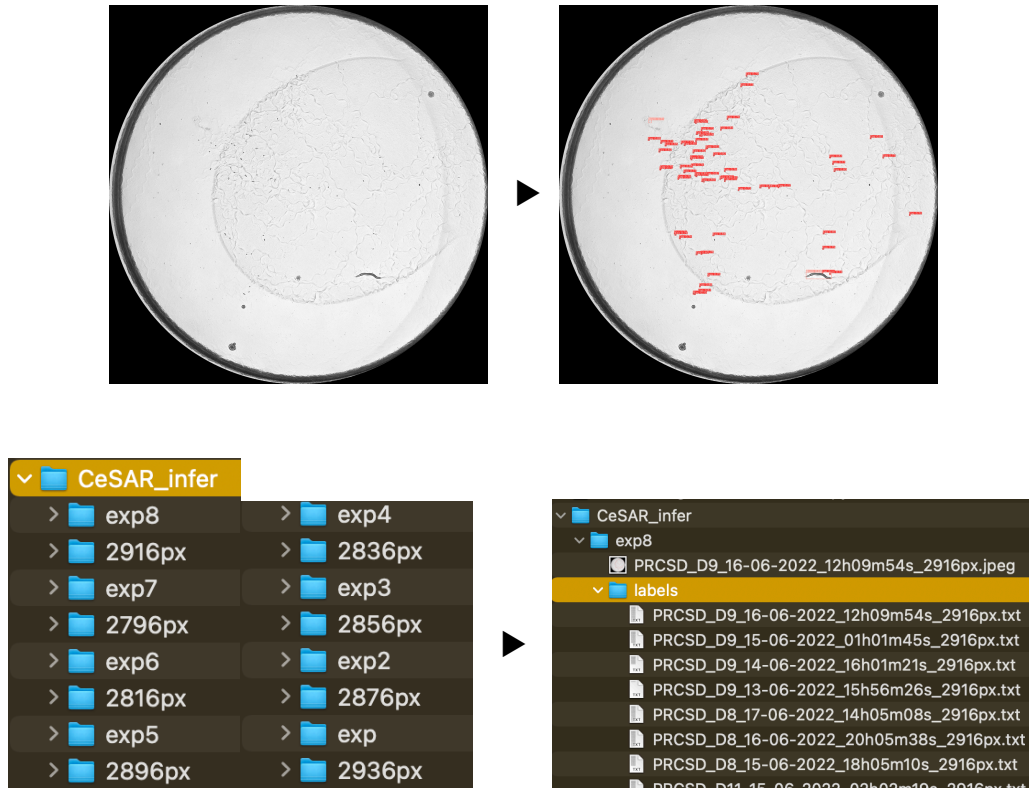 CeSAR_infer
exp8
2916px
exp7
2796px
exp6
2816px
exp5
2896px
exp4
2836px
exp3
2856px
exp2
2876px
exp
2936px
CeSAR_infer
exp8
PRCSD_D9_16-06-2022_12h09m54s_2916px.jpeg
labels
PRCSD_D9_16-06-2022_12h09m54s_2916px.txt
PRCSD_D9_15-06-2022_01h01m45s_2916px.txt
PRCSD_D9_14-06-2022_16h01m21s_2916px.txt
PRCSD_D9_13-06-2022_15h56m26s_2916px.txt
PRCSD_D8_17-06-2022_14h05m08s_2916px.txt
PRCSD_D8_16-06-2022_20h05m38s_2916px.txt
PRCSD_D8_15-06-2022_18h05m10s_2916px.txt